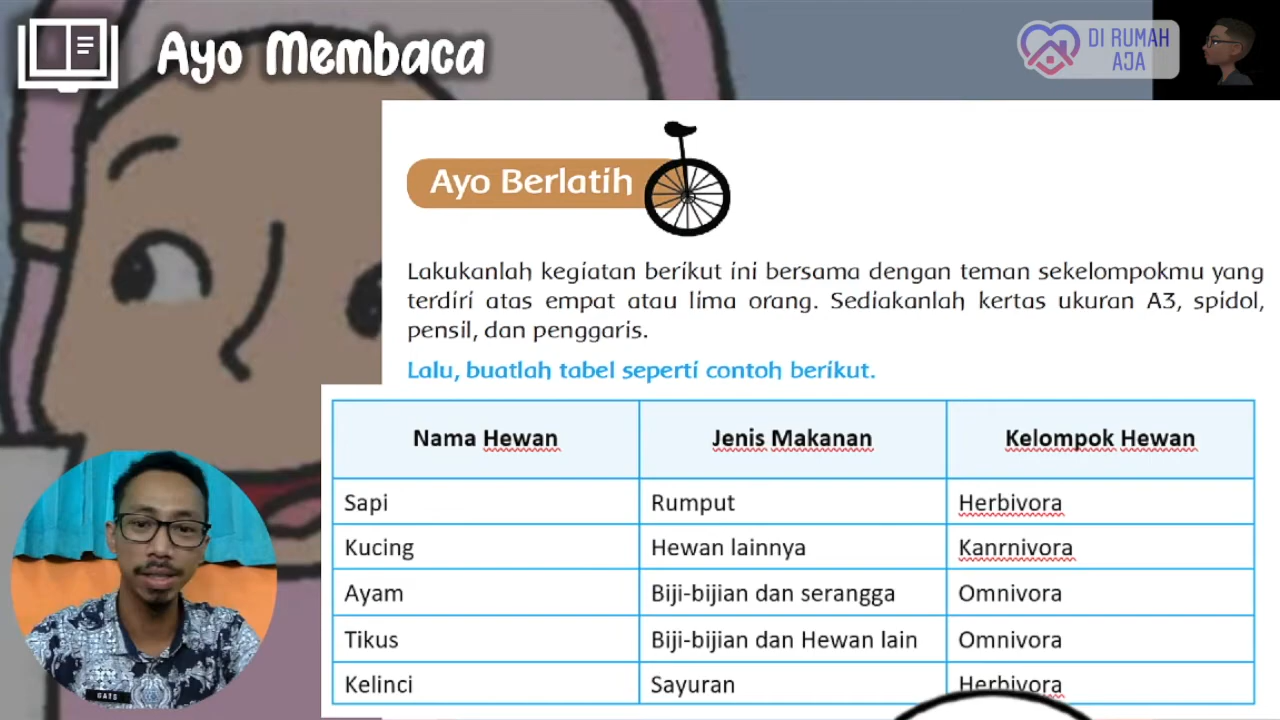 Ayo Membaca
DI RUMAH
AJA
Ayo Berlatih
Lakukanlah kegiatan berikut ini bersama dengan teman sekelompokmu yang
terdiri atas empat atau lima orang. Sediakanlah kertas ukuran A3, spidol,
pensil, dan penggaris.
Lalu, buatlah tabel seperti contoh berikut.
Nama Hewan Jenis Makanan Kelompok Hewan
Sapi Rumput Herbivora
Kucing Hewan lainnya Kanrnivora
Ayam Biji-bijian dan serangga Omnivora
Tikus Biji-bijian dan Hewan lain Omnivora
Kelinci Sayuran Herbivora